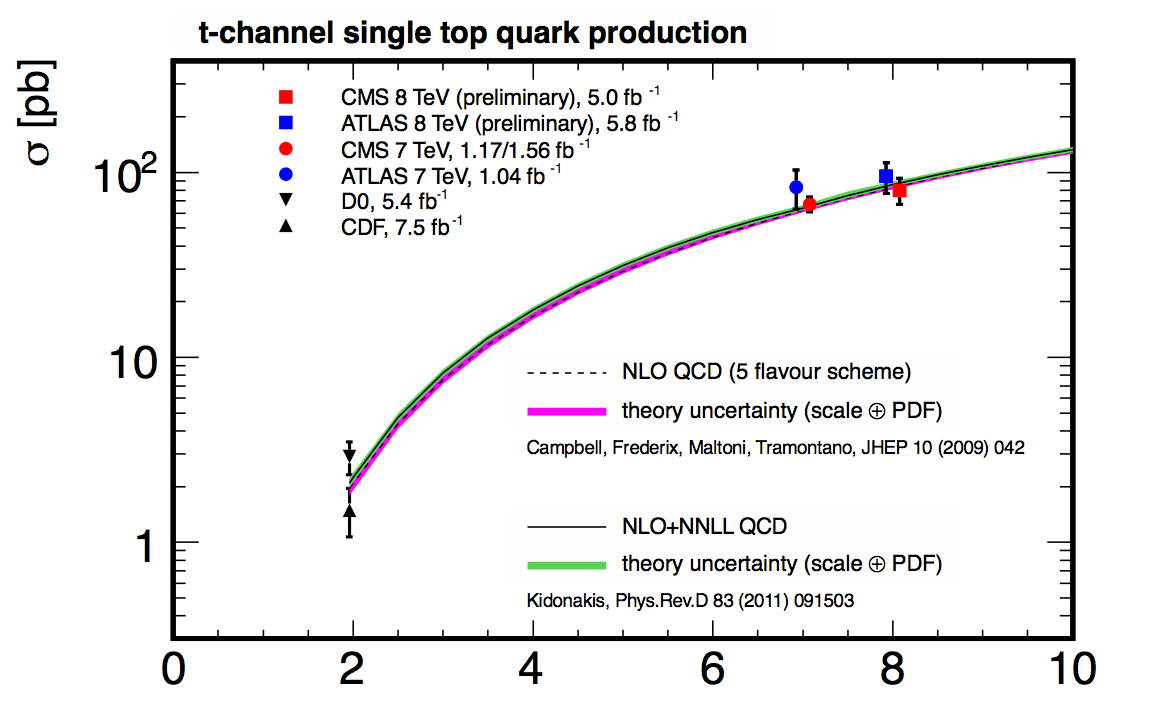 t-channel single top quark production
σ [pb]
CMS 8 TeV (preliminary), 5.0 fb⁻¹
ATLAS 8 TeV (preliminary), 5.8 fb⁻¹
CMS 7 TeV, 1.17/1.56 fb⁻¹
ATLAS 7 TeV, 1.04 fb⁻¹
D0, 5.4 fb⁻¹
CDF, 7.5 fb⁻¹
10²
10
1
NLO QCD (5 flavour scheme)
theory uncertainty (scale ⊕ PDF)
Campbell, Frederix, Maltoni, Tramontano, JHEP 10 (2009) 042
NLO+NNLL QCD
theory uncertainty (scale ⊕ PDF)
Kidonakis, Phys.Rev.D 83 (2011) 091503
0 2 4 6 8 10